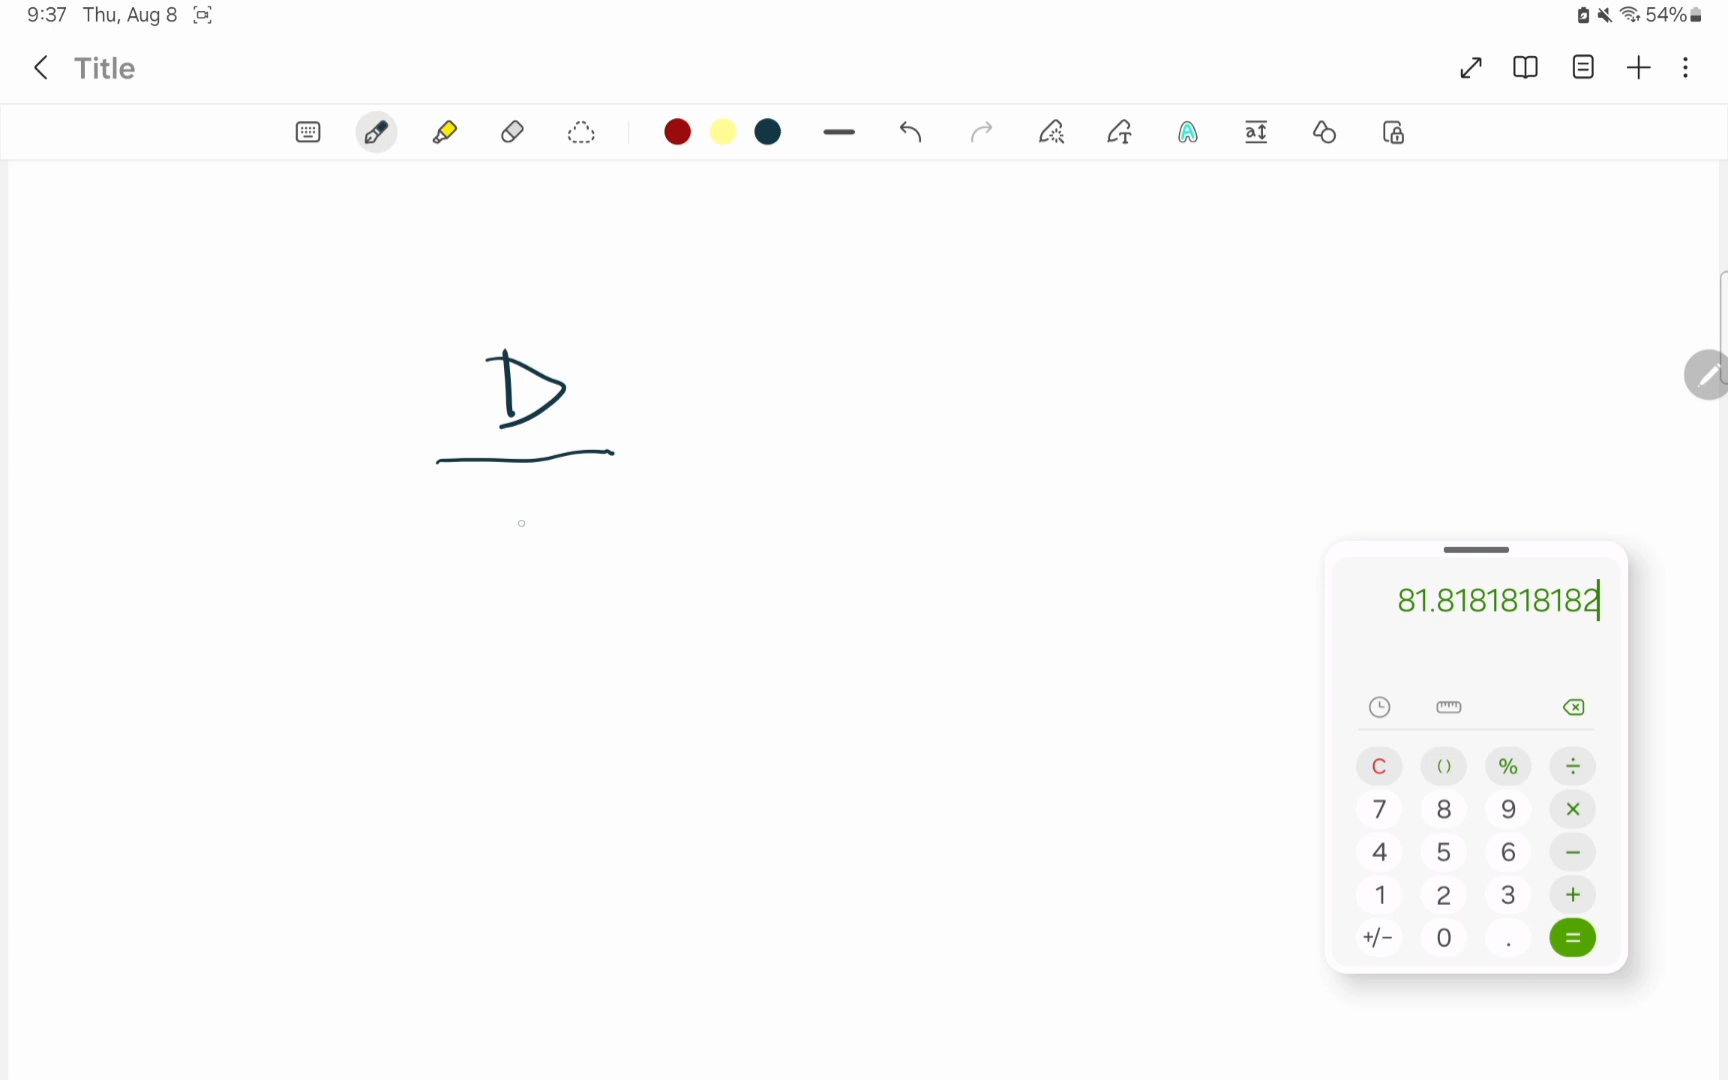 9:37 Thu, Aug 8 54%
Title
D
81.8181818182
C () % ÷
7 8 9 ×
4 5 6 −
1 2 3 +
+/− 0 . =